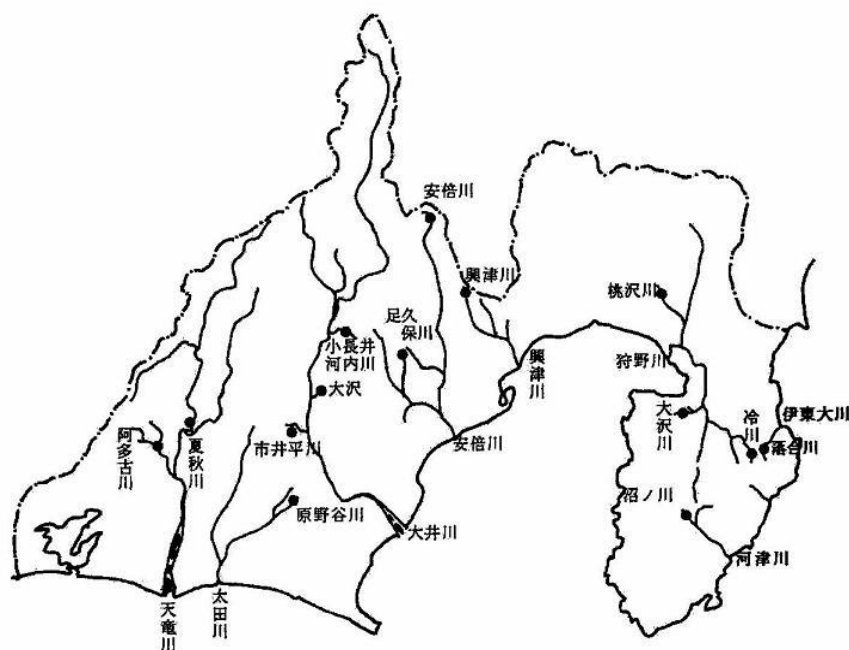 安倍川
興津川
桃沢川
足久
保川
小長井
河内川
興津川
狩野川
大沢
大沢川
冷川
伊東大川
落合川
阿多古川
夏秋川
市井平川
安倍川
原野谷川
大井川
沼ノ川
河津川
天竜川
太田川